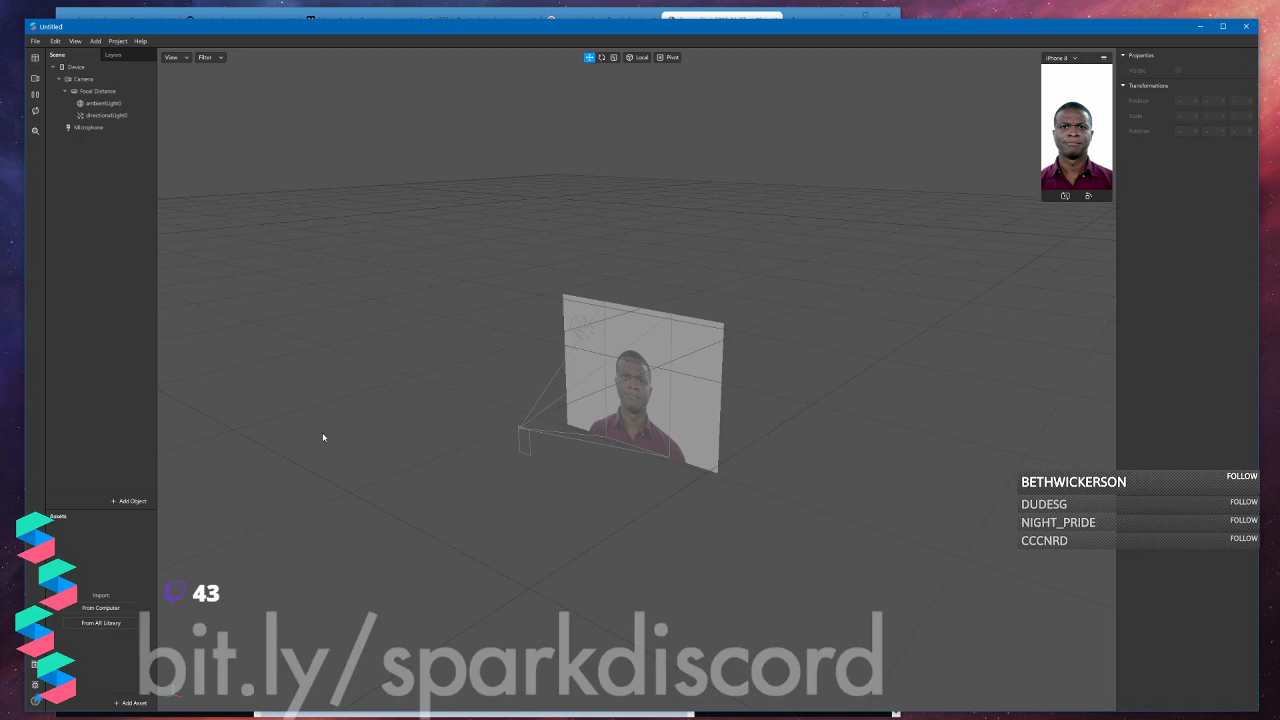 Untitled
File Edit View Add Project Help
Scene Layers
View Filter
Local Pivot
iPhone 8
Properties
Visible
Transformations
Position
Scale
Rotation
Device
Camera
Focal Distance
ambientLight0
directionalLight0
Microphone
+ Add Object
Assets
Import:
From Computer
From AR Library
+ Add Asset
BETHWICKERSON FOLLOW
DUDESG FOLLOW
NIGHT_PRIDE FOLLOW
CCCNRD FOLLOW
43
bit.ly/sparkdiscord